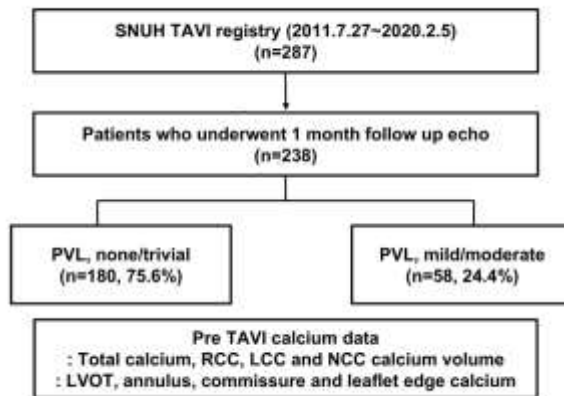 SNUH TAVI registry (2011.7.27~2020.2.5)
(n=287)
Patients who underwent 1 month follow up echo
(n=238)
PVL, none/trivial
(n=180, 75.6%)
PVL, mild/moderate
(n=58, 24.4%)
Pre TAVI calcium data
: Total calcium, RCC, LCC and NCC calcium volume
: LVOT, annulus, commissure and leaflet edge calcium